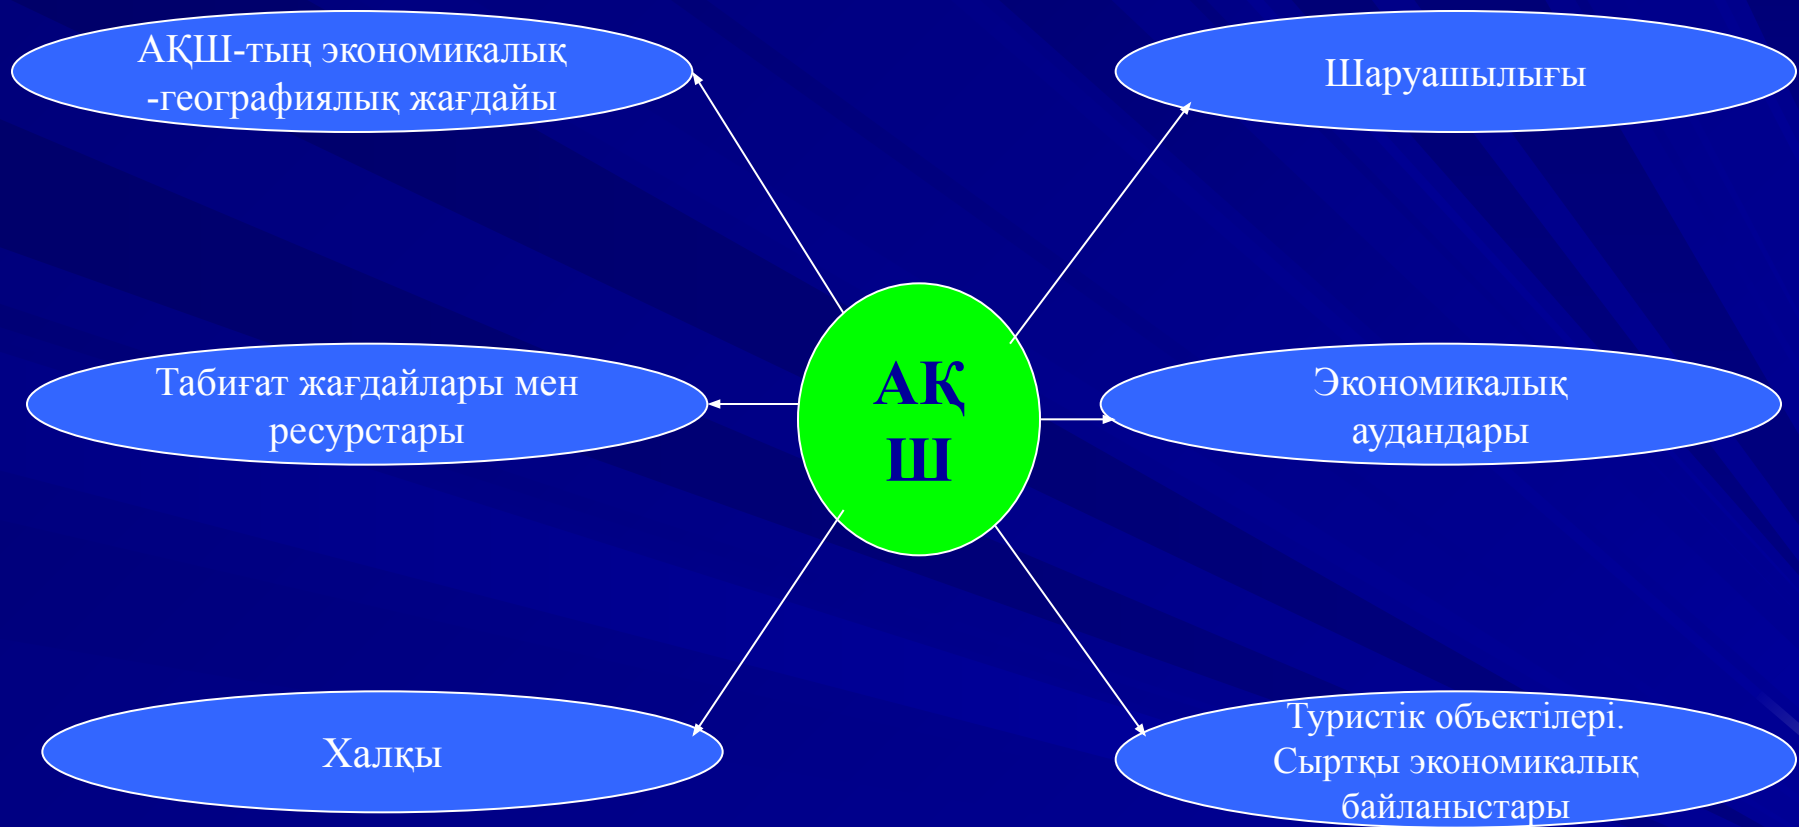 АҚШ-тың экономикалық
-географиялық жағдайы
Шаруашылығы
Табиғат жағдайлары мен
ресурстары
АҚ
Ш
Экономикалық
аудандары
Халқы
Туристік объектілері.
Сыртқы экономикалық
байланыстары